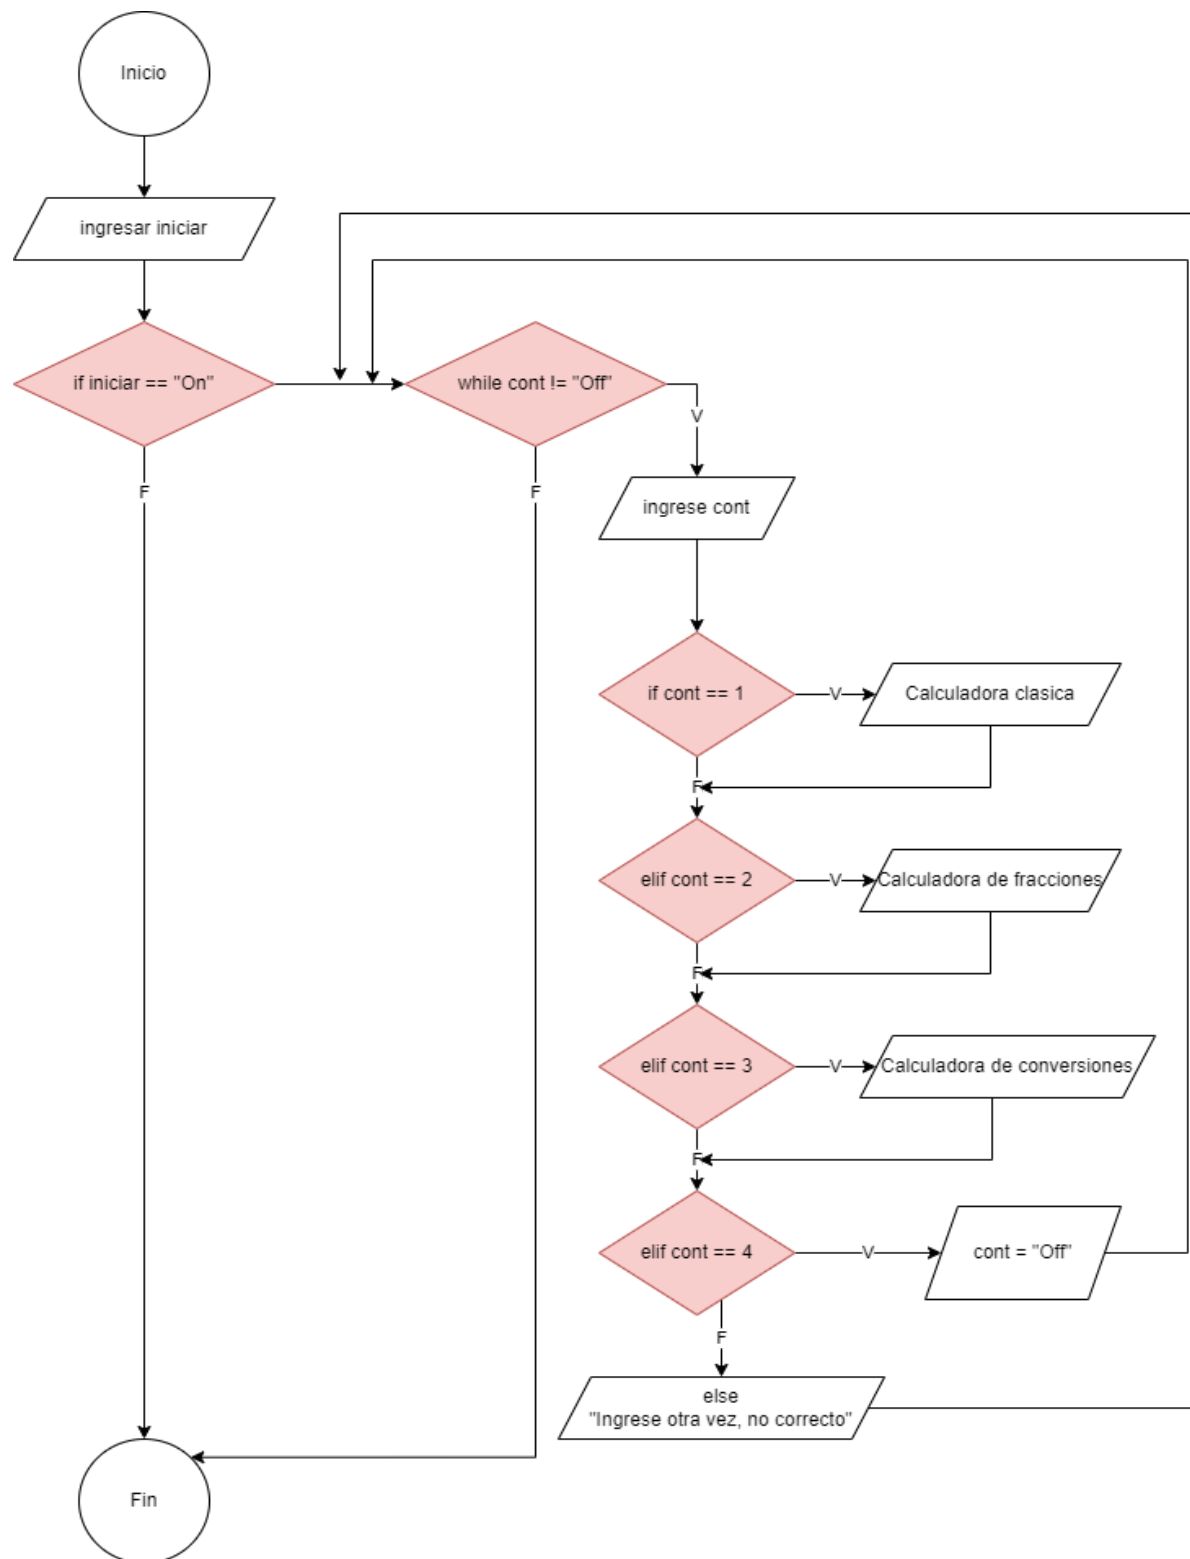 Inicio
ingresar iniciar
if iniciar == "On"
while cont != "Off"
V
F
F
ingrese cont
if cont == 1
V
Calculadora clasica
F
elif cont == 2
V
Calculadora de fracciones
F
elif cont == 3
V
Calculadora de conversiones
F
elif cont == 4
V
cont = "Off"
F
else
"Ingrese otra vez, no correcto"
Fin